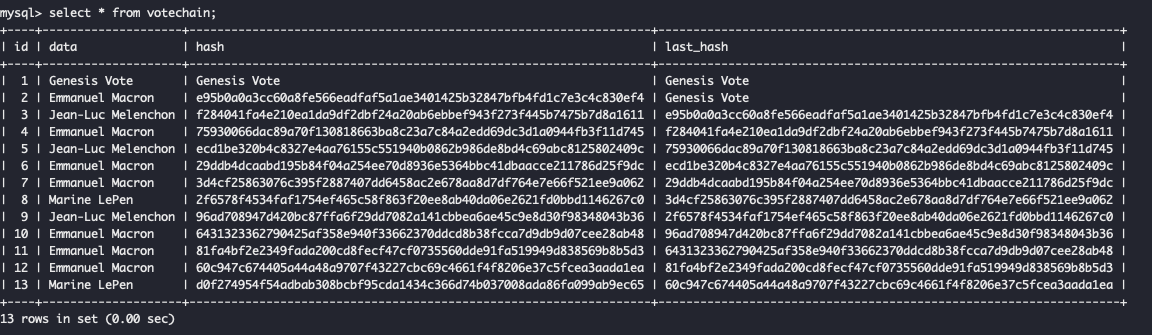 mysql> select * from votechain;
+----+--------------------+------------------------------------------------------------------+------------------------------------------------------------------+
| id | data | hash | last_hash |
+----+--------------------+------------------------------------------------------------------+------------------------------------------------------------------+
| 1 | Genesis Vote | Genesis Vote | Genesis Vote |
| 2 | Emmanuel Macron | e95b0a0a3cc60a8fe566eadfaf5a1ae3401425b32847bfb4fd1c7e3c4c830ef4 | Genesis Vote |
| 3 | Jean-Luc Melenchon | f284041fa4e210ea1da9df2dbf24a20ab6ebbef943f273f445b7475b7d8a1611 | e95b0a0a3cc60a8fe566eadfaf5a1ae3401425b32847bfb4fd1c7e3c4c830ef4 |
| 4 | Emmanuel Macron | 75930066dac89a70f130818663ba8c23a7c84a2edd69dc3d1a0944fb3f11d745 | f284041fa4e210ea1da9df2dbf24a20ab6ebbef943f273f445b7475b7d8a1611 |
| 5 | Jean-Luc Melenchon | ecd1be320b4c8327e4aa76155c551940b0862b986de8bd4c69abc8125802409c | 75930066dac89a70f130818663ba8c23a7c84a2edd69dc3d1a0944fb3f11d745 |
| 6 | Emmanuel Macron | 29ddb4dcaabd195b84f04a254ee70d8936e5364bbc41dbaacce211786d25f9dc | ecd1be320b4c8327e4aa76155c551940b0862b986de8bd4c69abc8125802409c |
| 7 | Emmanuel Macron | 3d4cf25863076c395f2887407dd6458ac2e678aa8d7df764e7e66f521ee9a062 | 29ddb4dcaabd195b84f04a254ee70d8936e5364bbc41dbaacce211786d25f9dc |
| 8 | Marine LePen | 2f6578f4534faf1754ef465c58f863f20ee8ab40da06e2621fd0bbd1146267c0 | 3d4cf25863076c395f2887407dd6458ac2e678aa8d7df764e7e66f521ee9a062 |
| 9 | Jean-Luc Melenchon | 96ad708947d420bc87ffa6f29dd7082a141cbbea6ae45c9e8d30f98348043b36 | 2f6578f4534faf1754ef465c58f863f20ee8ab40da06e2621fd0bbd1146267c0 |
| 10 | Emmanuel Macron | 6431323362790425af358e940f33662370ddcd8b38fcca7d9db9d07cee28ab48 | 96ad708947d420bc87ffa6f29dd7082a141cbbea6ae45c9e8d30f98348043b36 |
| 11 | Emmanuel Macron | 81fa4bf2e2349fada200cd8fecf47cf0735560dde91fa519949d838569b8b5d3 | 6431323362790425af358e940f33662370ddcd8b38fcca7d9db9d07cee28ab48 |
| 12 | Emmanuel Macron | 60c947c674405a44a48a9707f43227cbc69c4661f4f8206e37c5fcea3aada1ea | 81fa4bf2e2349fada200cd8fecf47cf0735560dde91fa519949d838569b8b5d3 |
| 13 | Marine LePen | d0f274954f54adbab308bcbf95cda1434c366d74b037008ada86fa099ab9ec65 | 60c947c674405a44a48a9707f43227cbc69c4661f4f8206e37c5fcea3aada1ea |
+----+--------------------+------------------------------------------------------------------+------------------------------------------------------------------+
13 rows in set (0.00 sec)